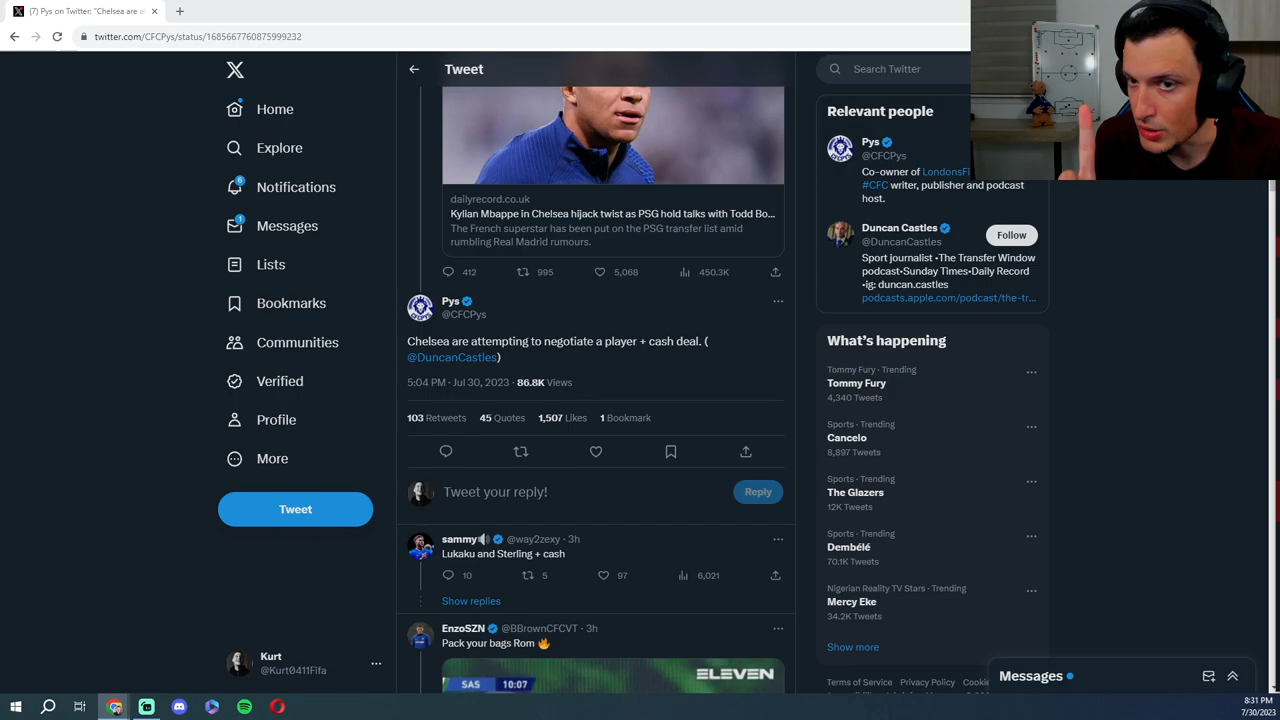 (7) Pys on Twitter: "Chelsea are a
twitter.com/CFCPys/status/1685667760875999232
Home
Explore
6
Notifications
1
Messages
Lists
Bookmarks
Communities
Verified
Profile
More
Tweet
Kurt
@Kurt0411Fifa
Tweet
dailyrecord.co.uk
Kylian Mbappe in Chelsea hijack twist as PSG hold talks with Todd Bo...
The French superstar has been put on the PSG transfer list amid
rumbling Real Madrid rumours.
412 995 5,068 450.3K
Pys
@CFCPys
Chelsea are attempting to negotiate a player + cash deal. (
@DuncanCastles)
5:04 PM · Jul 30, 2023 · 86.8K Views
103 Retweets 45 Quotes 1,507 Likes 1 Bookmark
Tweet your reply!
Reply
sammy @way2zexy · 3h
Lukaku and Sterling + cash
10 5 97 6,021
Show replies
EnzoSZN @BBrownCFCVT · 3h
Pack your bags Rom
ELEVEN
SAS 10:07
Search Twitter
Relevant people
Pys
@CFCPys
Co-owner of LondonsFi
#CFC writer, publisher and podcast
host.
Duncan Castles
@DuncanCastles
Follow
Sport journalist •The Transfer Window
podcast•Sunday Times•Daily Record
•ig: duncan.castles
podcasts.apple.com/podcast/the-tr...
What's happening
Tommy Fury · Trending
Tommy Fury
4,340 Tweets
Sports · Trending
Cancelo
8,897 Tweets
Sports · Trending
The Glazers
12K Tweets
Sports · Trending
Dembélé
70.1K Tweets
Nigerian Reality TV Stars · Trending
Mercy Eke
34.2K Tweets
Show more
Terms of Service Privacy Policy Cookie
Messages
8:31 PM
7/30/2023